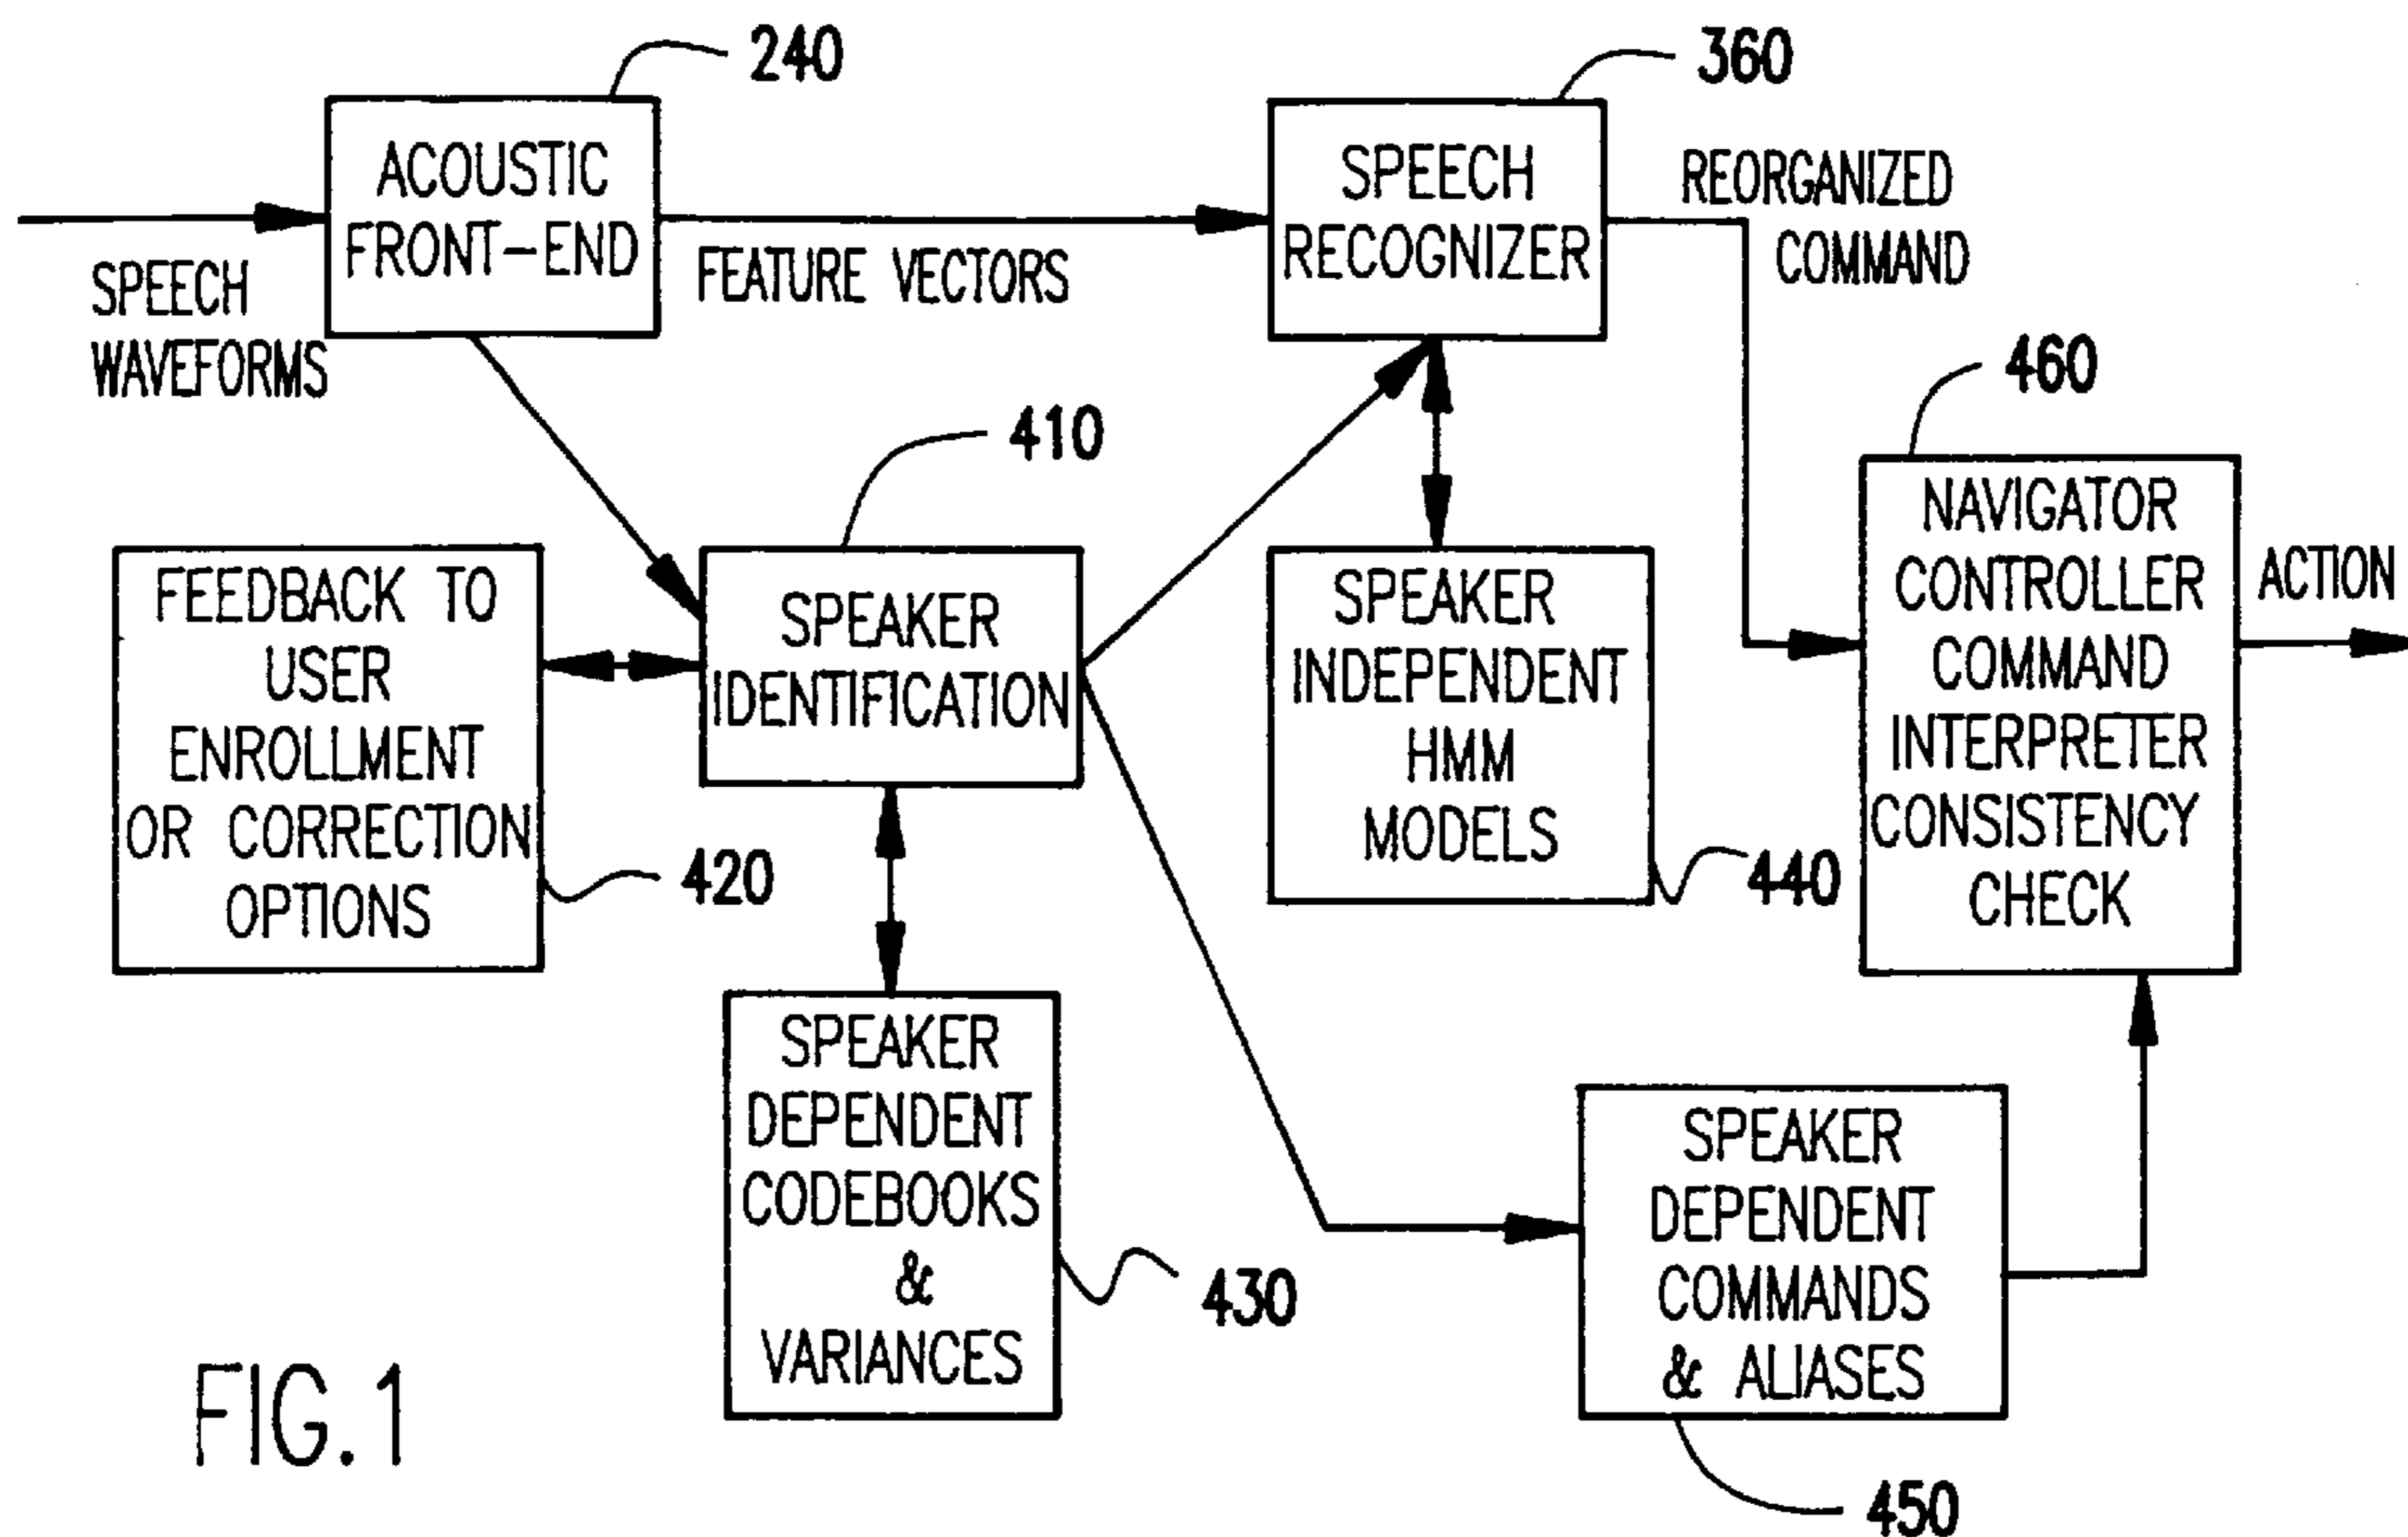 240
ACOUSTIC
FRONT-END
SPEECH
WAVEFORMS
FEATURE VECTORS
360
SPEECH
RECOGNIZER
REORGANIZED
COMMAND
410
SPEAKER
IDENTIFICATION
FEEDBACK TO
USER
ENROLLMENT
OR CORRECTION
OPTIONS
420
SPEAKER
INDEPENDENT
HMM
MODELS
440
460
NAVIGATOR
CONTROLLER
COMMAND
INTERPRETER
CONSISTENCY
CHECK
ACTION
SPEAKER
DEPENDENT
CODEBOOKS
&
VARIANCES
430
SPEAKER
DEPENDENT
COMMANDS
& ALIASES
450
FIG.1